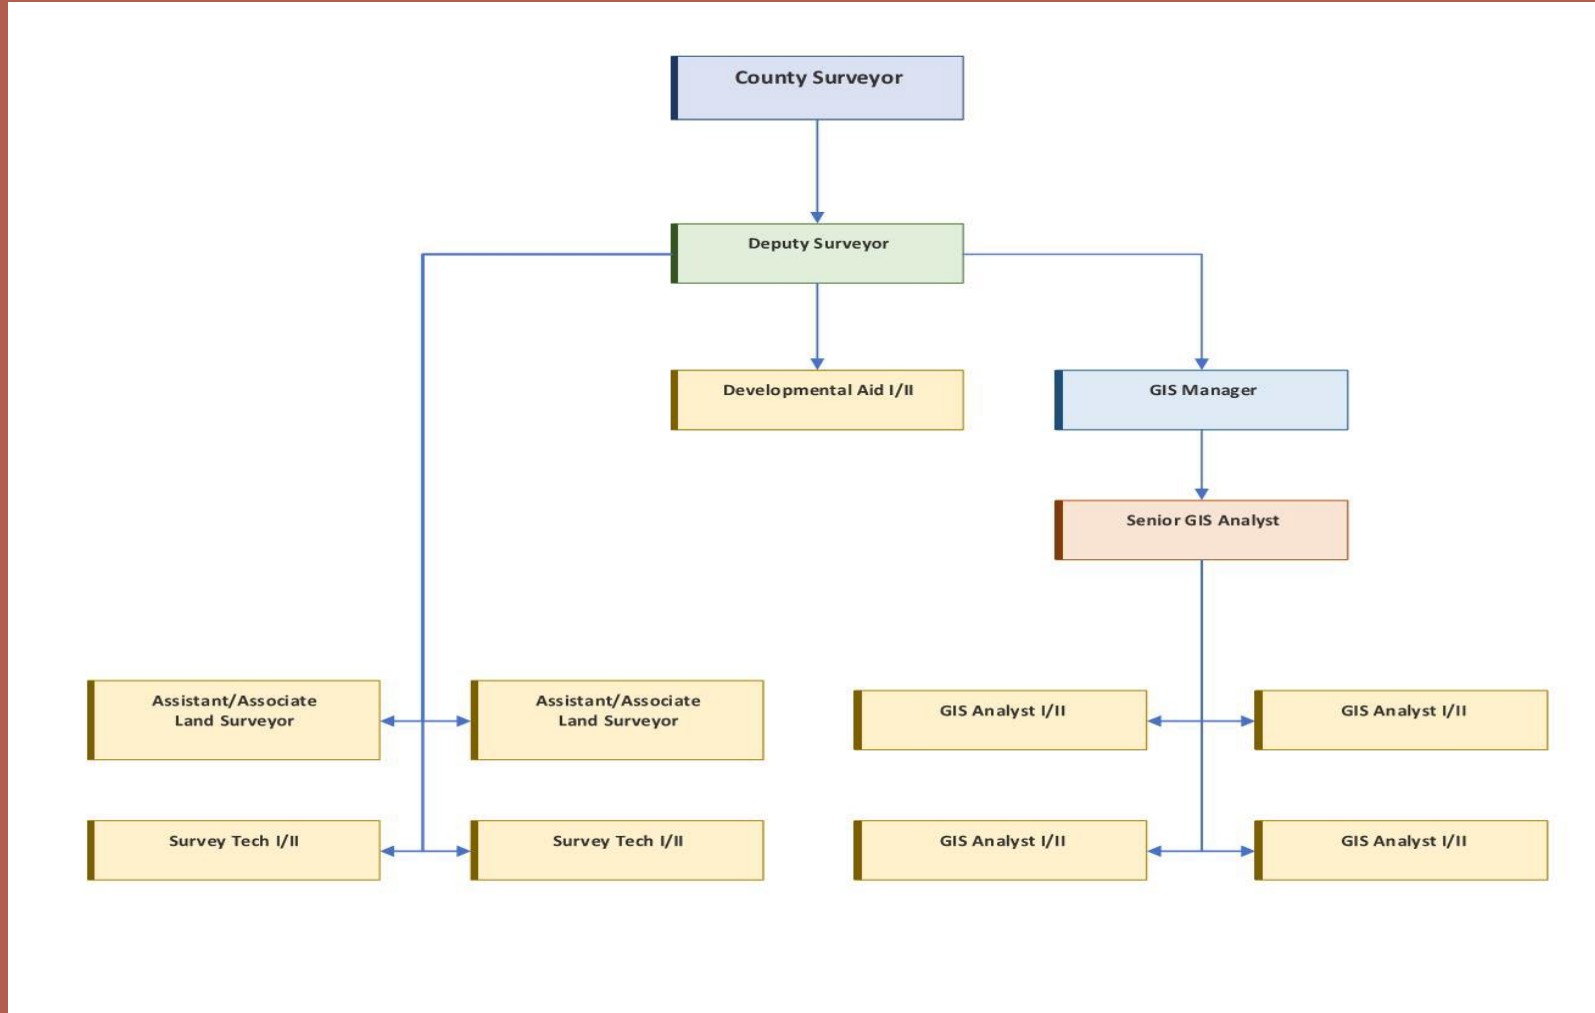 County Surveyor
Deputy Surveyor
Developmental Aid I/II
GIS Manager
Senior GIS Analyst
Assistant/Associate
Land Surveyor
Assistant/Associate
Land Surveyor
GIS Analyst I/II
GIS Analyst I/II
Survey Tech I/II
Survey Tech I/II
GIS Analyst I/II
GIS Analyst I/II